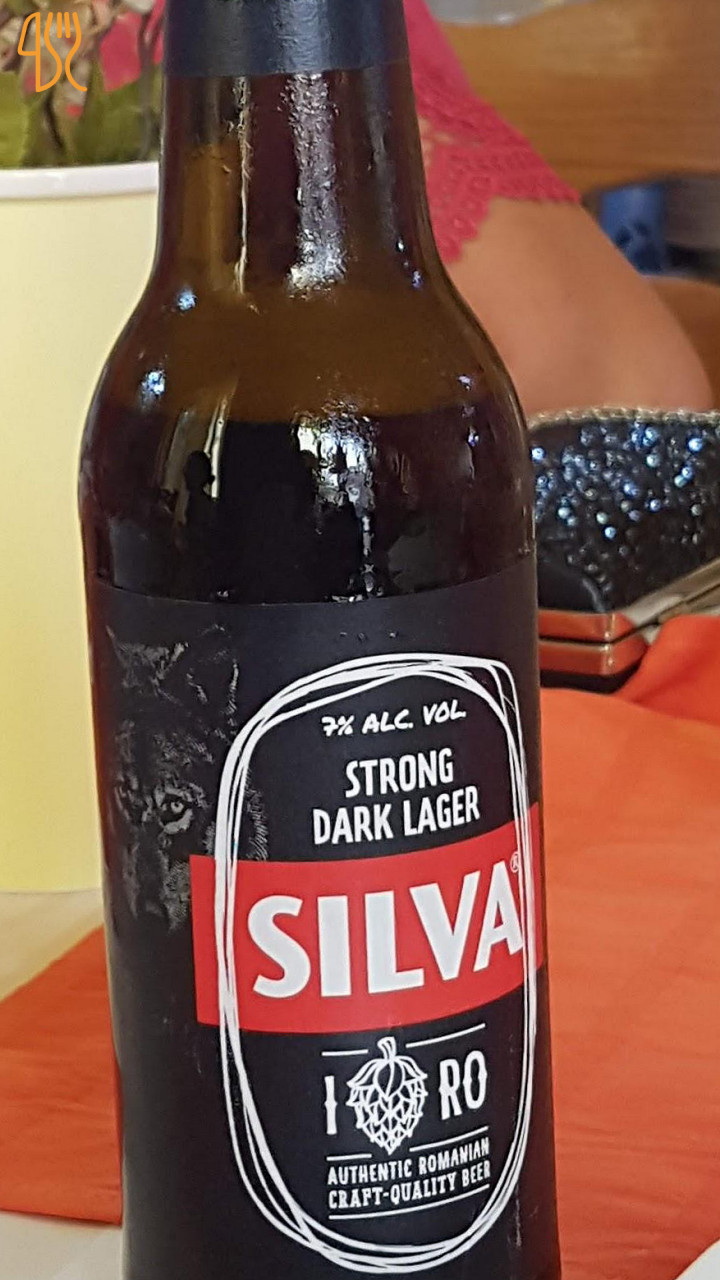 7% ALC. VOL.
STRONG
DARK LAGER
SILVA®
I RO
AUTHENTIC ROMANIAN
CRAFT-QUALITY BEER